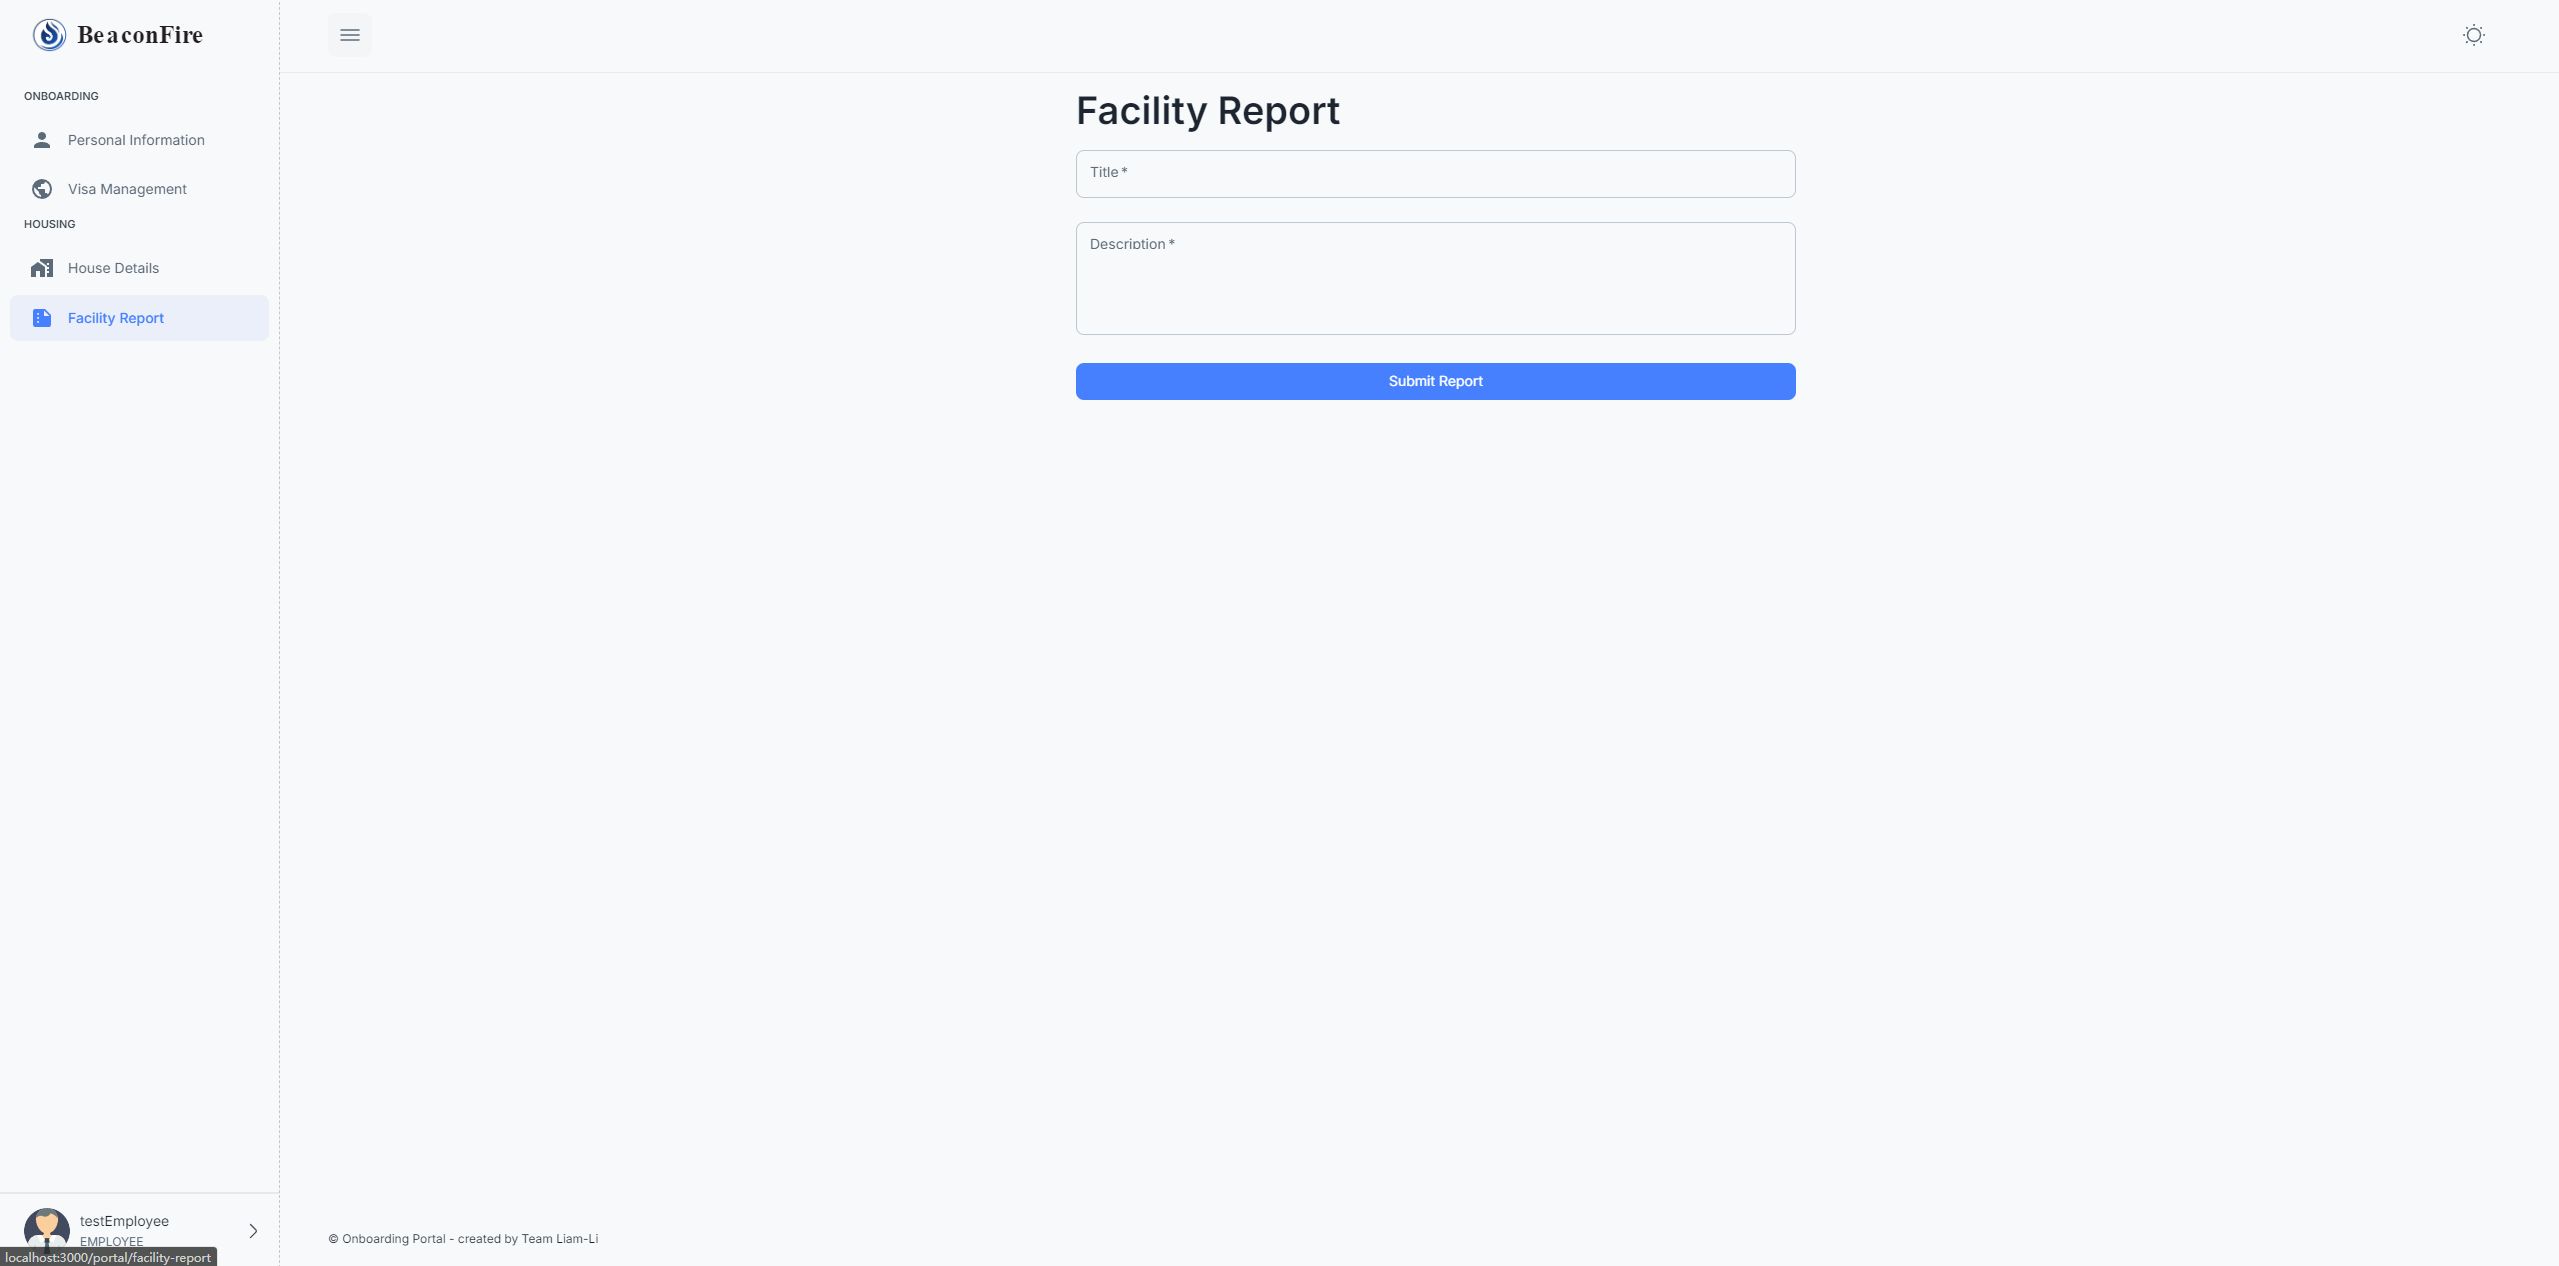 BeaconFire
ONBOARDING
Personal Information
Visa Management
HOUSING
House Details
Facility Report
Facility Report
Title *
Description *
Submit Report
testEmployee
EMPLOYEE
localhost:3000/portal/facility-report
© Onboarding Portal - created by Team Liam-Li